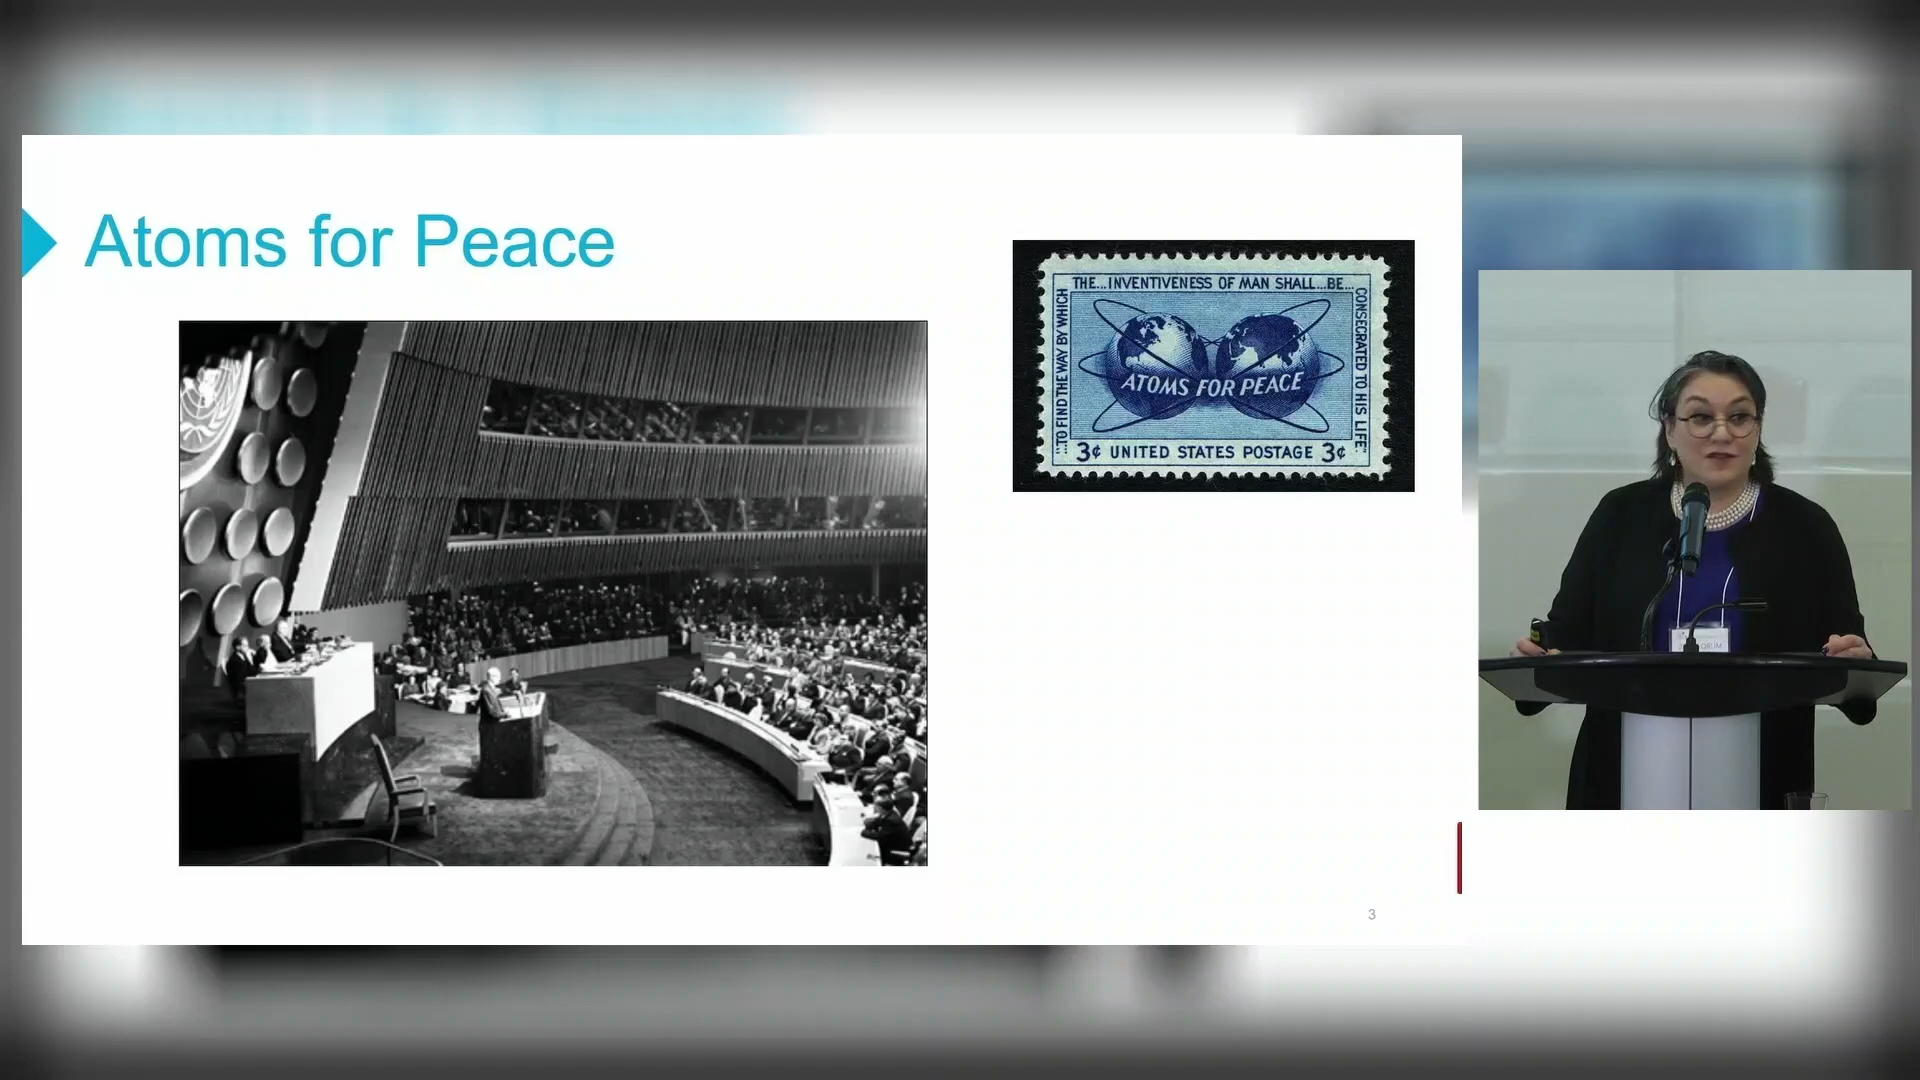 Atoms for Peace
THE...INVENTIVENESS OF MAN SHALL...BE...
"...TO FIND THE WAY BY WHICH
CONSECRATED TO HIS LIFE."
ATOMS FOR PEACE
3¢ UNITED STATES POSTAGE 3¢
3